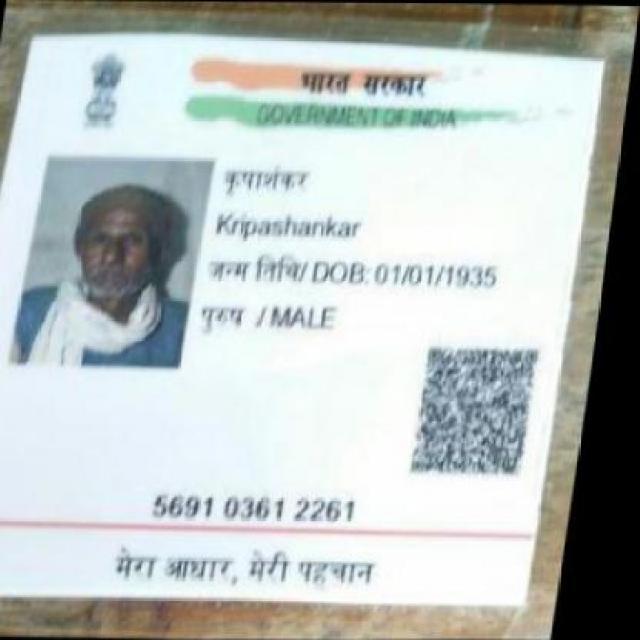 भारत सरकार
GOVERNMENT OF INDIA
कृपाशंकर
Kripashankar
जन्म तिथि/ DOB: 01/01/1935
पुरुष / MALE
5691 0361 2261
मेरा आधार, मेरी पहचान